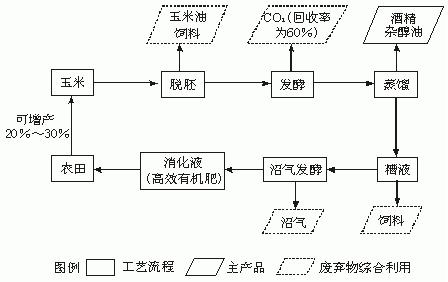 玉米油
饲料
CO₂(回收率
为60%)
酒精
杂醇油
玉米
脱胚
发酵
蒸馏
可增产
20%～30%
农田
消化液
(高效有机肥)
沼气发酵
糟液
沼气
饲料
图例
工艺流程
主产品
废弃物综合利用